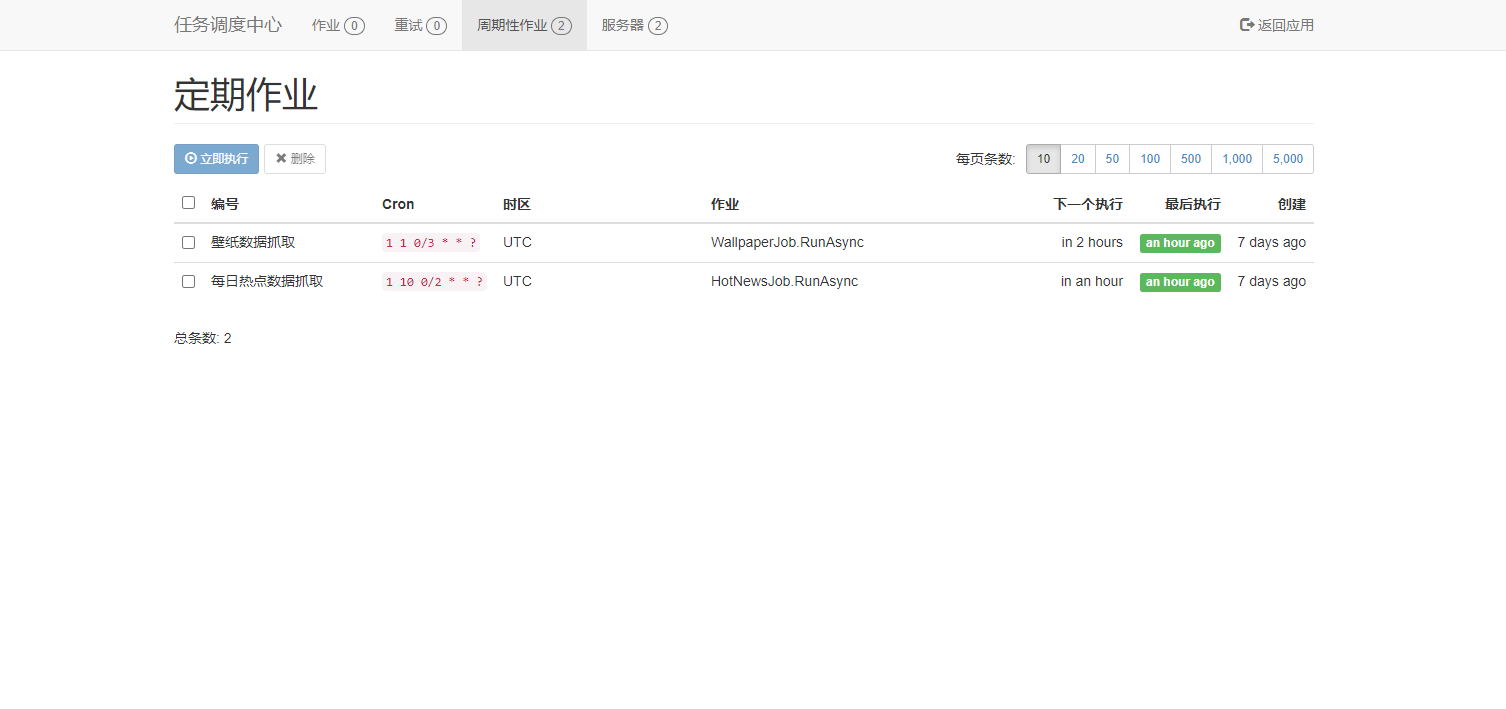 任务调度中心 作业 0 重试 0 周期性作业 2 服务器 2 返回应用
定期作业
立即执行 删除 每页条数: 10 20 50 100 500 1,000 5,000
编号 Cron 时区 作业 下一个执行 最后执行 创建
壁纸数据抓取 1 1 0/3 * * ? UTC WallpaperJob.RunAsync in 2 hours an hour ago 7 days ago
每日热点数据抓取 1 10 0/2 * * ? UTC HotNewsJob.RunAsync in an hour an hour ago 7 days ago
总条数: 2